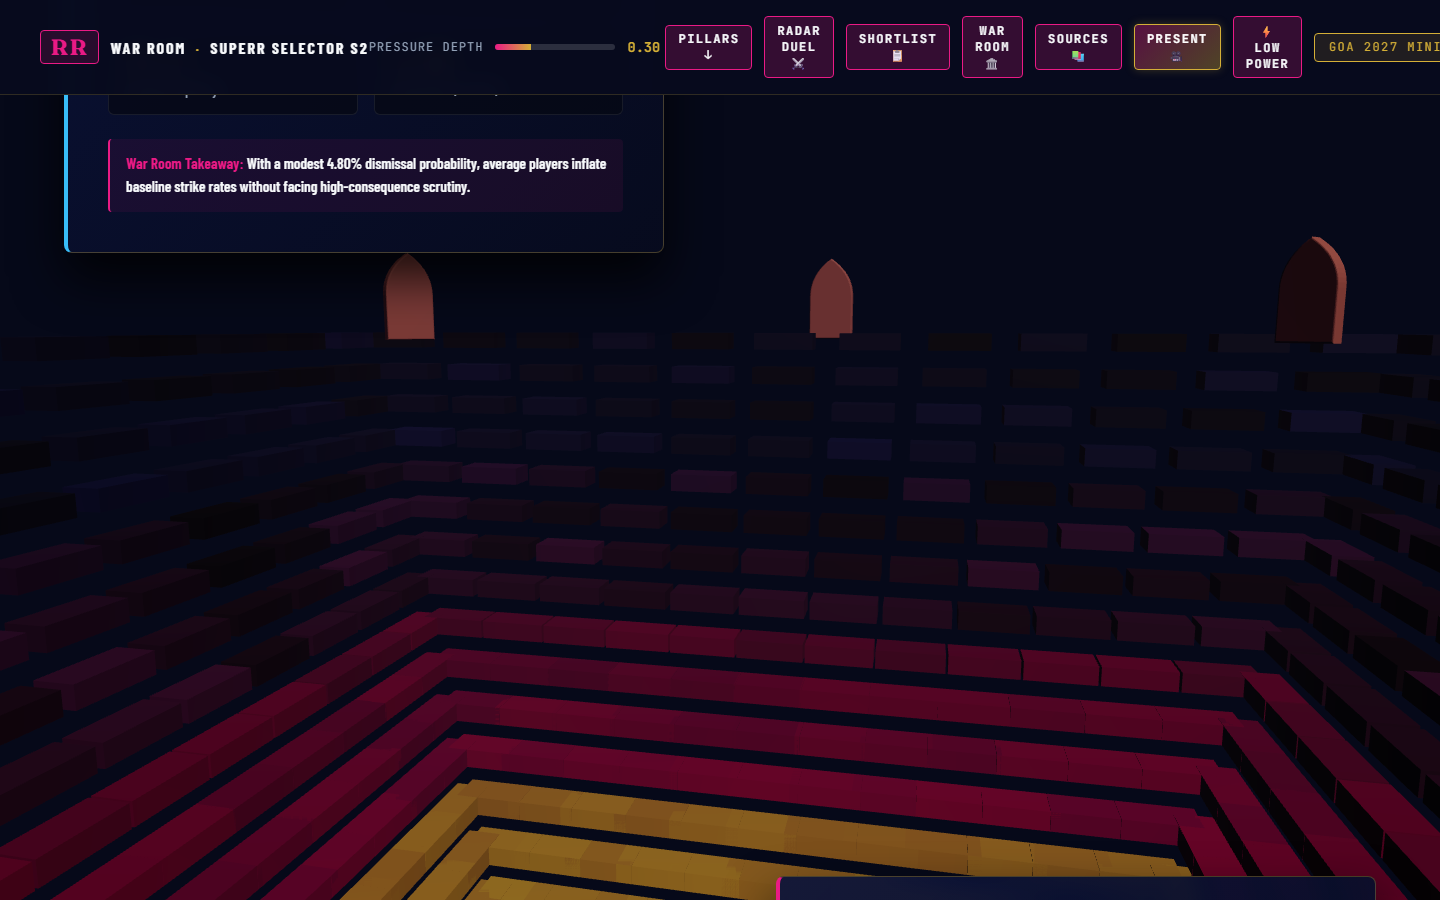 RR
WAR ROOM · SUPERR SELECTOR S2
PRESSURE DEPTH
0.30
PILLARS
↓
RADAR
DUEL
SHORTLIST
WAR
ROOM
SOURCES
PRESENT
LOW
POWER
GOA 2027 MINI
War Room Takeaway: With a modest 4.80% dismissal probability, average players inflate
baseline strike rates without facing high-consequence scrutiny.